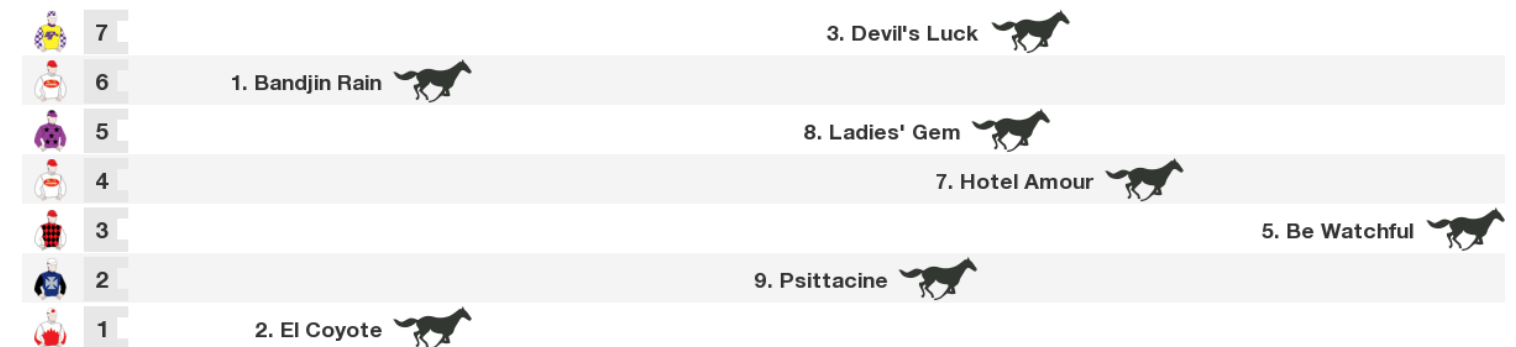 7 3. Devil's Luck
6 1. Bandjin Rain
5 8. Ladies' Gem
4 7. Hotel Amour
3 5. Be Watchful
2 9. Psittacine
1 2. El Coyote